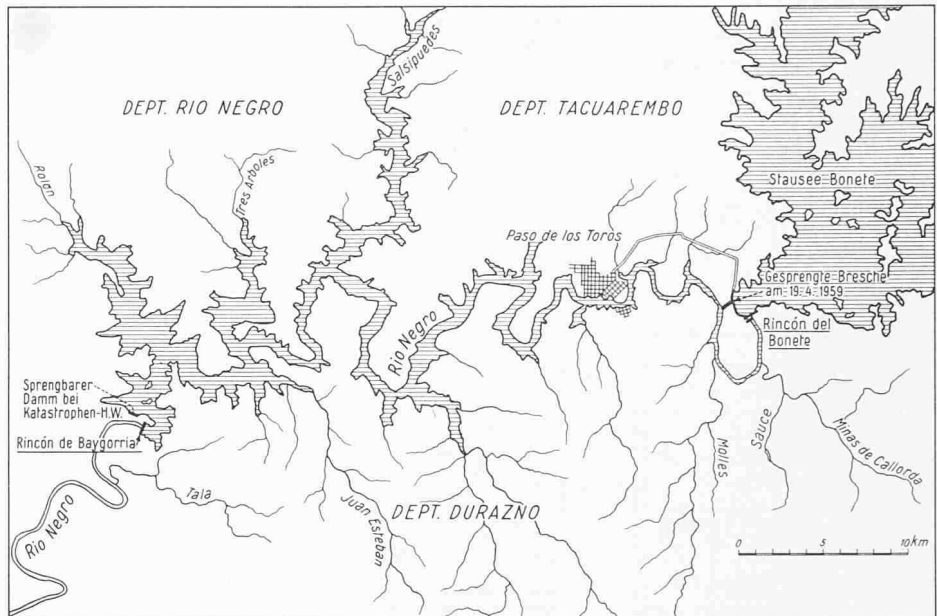 Salsipuedes
DEPT. RIO NEGRO
DEPT. TACUAREMBO
Rolan
Tres Arboles
Stausee Bonete
Paso de los Toros
Gesprengte Bresche
am 19.4.1959
Rincón del
Bonete
Rio Negro
Sprengbarer
Damm bei
Katastrophen-H.W.
Rincón de Baygorria
Molles
Sauce
Minas de Callorda
Tala
Juan Esteban
DEPT. DURAZNO
Rio Negro
0 5 10km